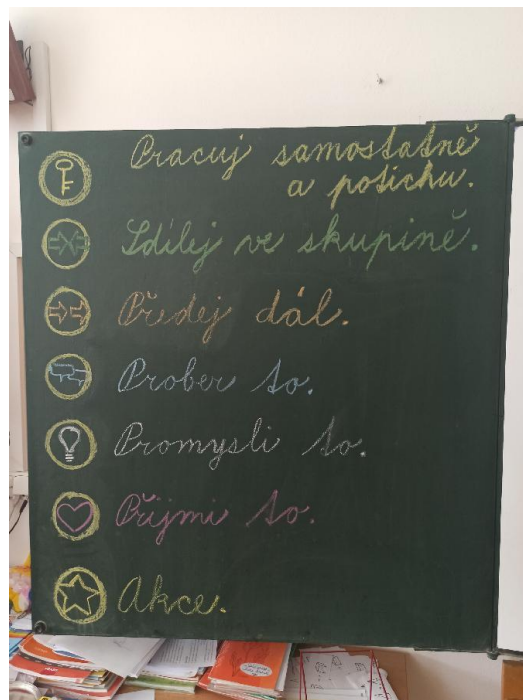 Pracuj samostatně
a potichu.
Sdílej ve skupině.
Předej dál.
Prober to.
Promysli to.
Přijmi to.
Akce.